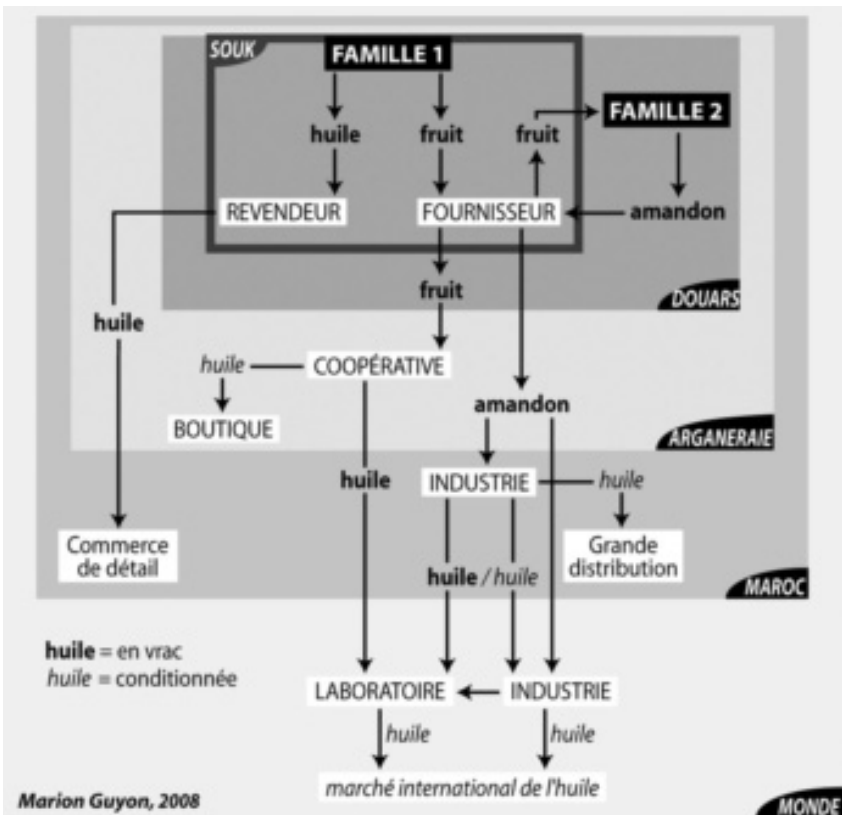 SOUK
FAMILLE 1
FAMILLE 2
huile
fruit
fruit
REVENDEUR
FOURNISSEUR
amandon
fruit
DOUARS
huile
huile
COOPÉRATIVE
amandon
BOUTIQUE
ARGANERAIE
huile
INDUSTRIE
huile
Commerce
de détail
Grande
distribution
huile / huile
MAROC
huile = en vrac
huile = conditionnée
LABORATOIRE
INDUSTRIE
huile
huile
marché international de l'huile
Marion Guyon, 2008
MONDE